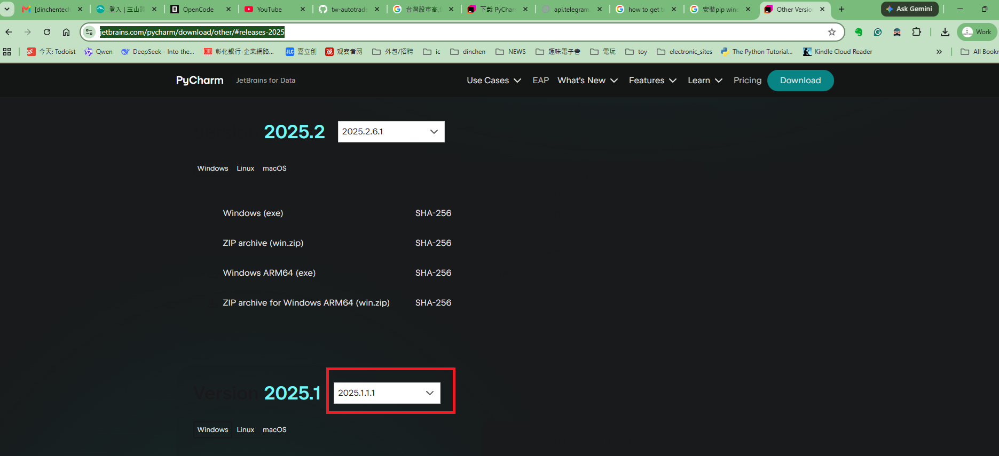 [dinchentech
登入 | 玉山證
OpenCode
YouTube
tw-autotrade
台灣股市高,
下載 PyCharm
api.telegram.
how to get t
安裝pip win
Other Versio
Ask Gemini
jetbrains.com/pycharm/download/other/#releases-2025
Work
今天: Todoist
Qwen
DeepSeek - Into the...
彰化銀行-企業網路...
JLC 嘉立创
观 观察者网
外包/招聘
ic
dinchen
NEWS
趣味電子書
電玩
toy
electronic_sites
The Python Tutorial...
Kindle Cloud Reader
All Bookr
PyCharm
JetBrains for Data
Use Cases
EAP
What's New
Features
Learn
Pricing
Download
2025.2
2025.2.6.1
Windows Linux macOS
Windows (exe) SHA-256
ZIP archive (win.zip) SHA-256
Windows ARM64 (exe) SHA-256
ZIP archive for Windows ARM64 (win.zip) SHA-256
Version 2025.1
2025.1.1.1
Windows Linux macOS